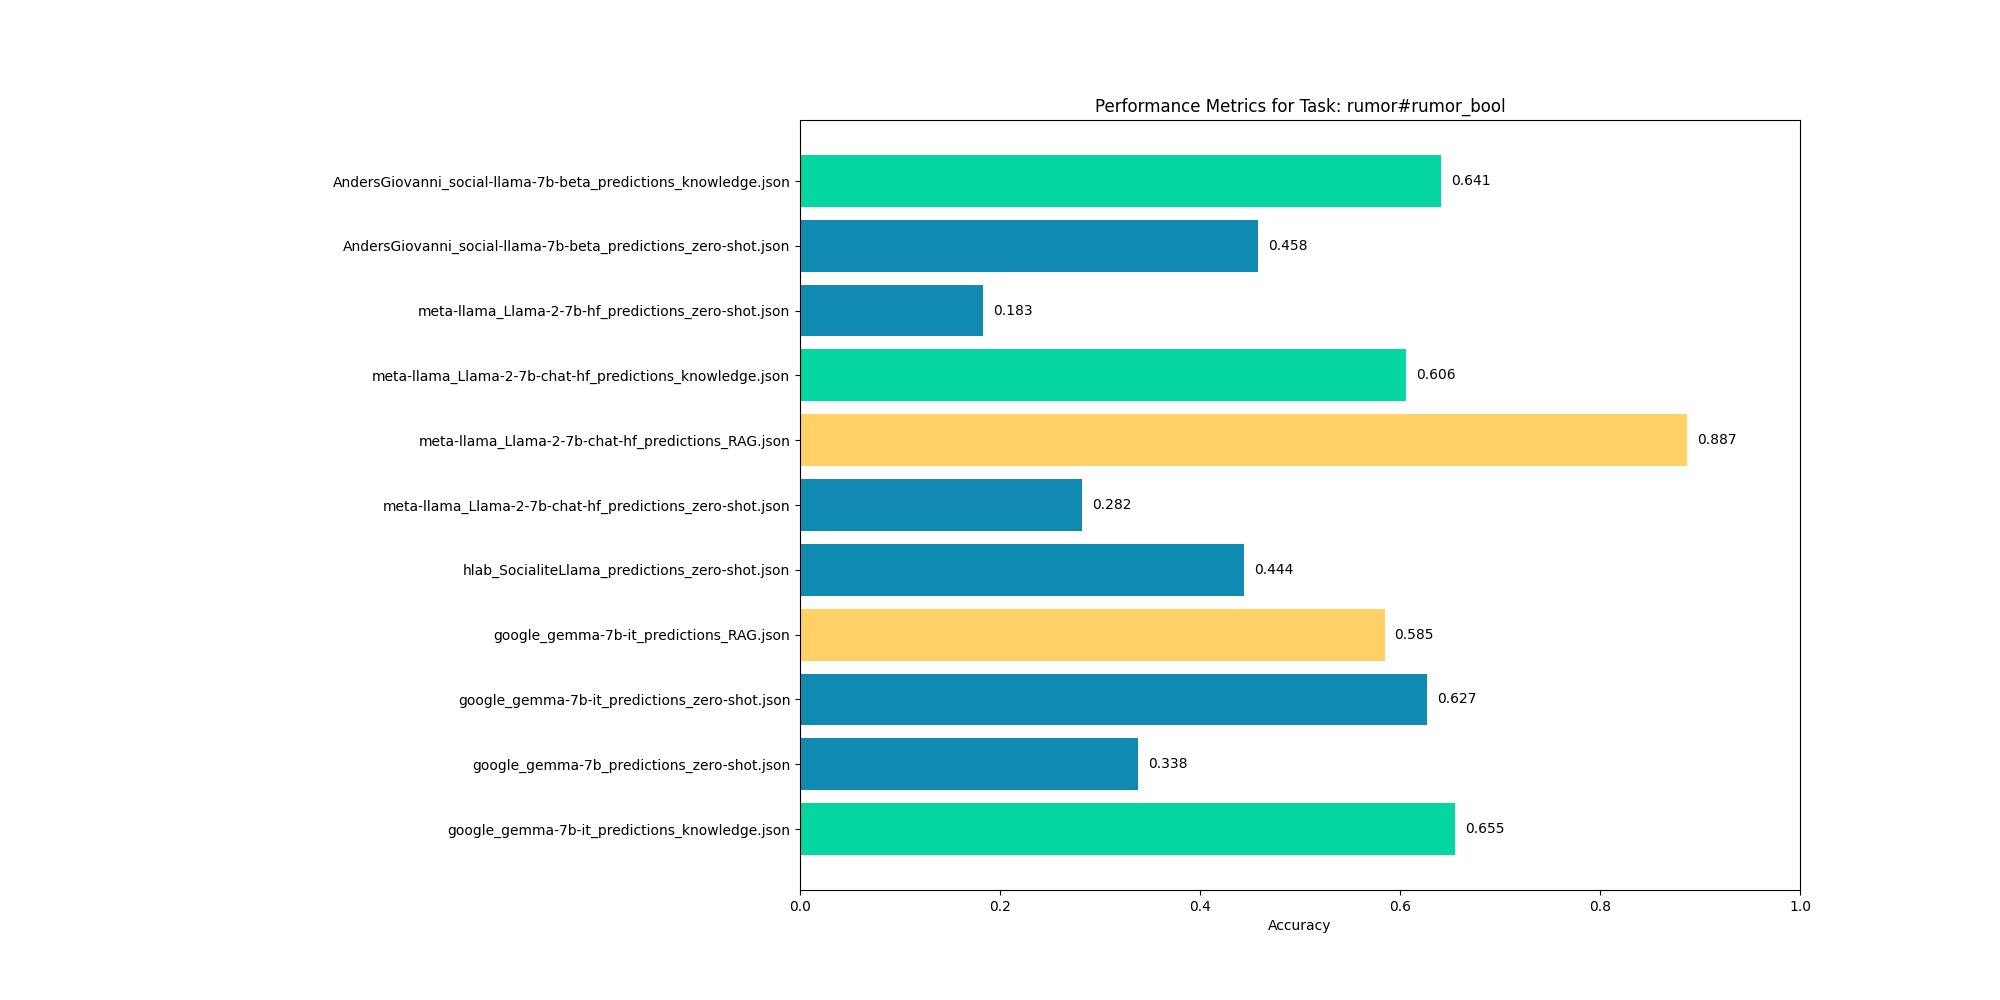 Performance Metrics for Task: rumor#rumor_bool
AndersGiovanni_social-llama-7b-beta_predictions_knowledge.json
0.641
AndersGiovanni_social-llama-7b-beta_predictions_zero-shot.json
0.458
meta-llama_Llama-2-7b-hf_predictions_zero-shot.json
0.183
meta-llama_Llama-2-7b-chat-hf_predictions_knowledge.json
0.606
meta-llama_Llama-2-7b-chat-hf_predictions_RAG.json
0.887
meta-llama_Llama-2-7b-chat-hf_predictions_zero-shot.json
0.282
hlab_SocialiteLlama_predictions_zero-shot.json
0.444
google_gemma-7b-it_predictions_RAG.json
0.585
google_gemma-7b-it_predictions_zero-shot.json
0.627
google_gemma-7b_predictions_zero-shot.json
0.338
google_gemma-7b-it_predictions_knowledge.json
0.655
0.0 0.2 0.4 0.6 0.8 1.0
Accuracy